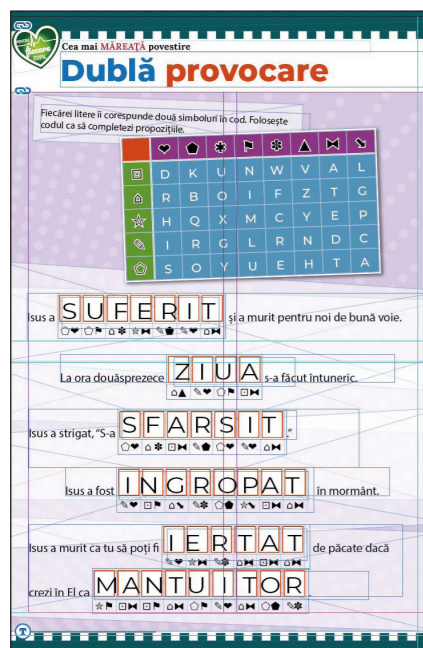 PENTRU
fiecare
COPIL
Cea mai MĂREAȚĂ povestire
Dublă provocare
Fiecărei litere îi corespunde două simboluri în cod. Folosește
codul ca să completezi propozițiile.
D K U N W V A L
R B O I F Z T G
H Q X M C Y E P
I R G L R N D C
S O Y U E H T A
Isus a SUFERIT și a murit pentru noi de bună voie.
La ora douăsprezece ZIUA s-a făcut întuneric.
Isus a strigat, "S-a SFARSIT."
Isus a fost INGROPAT în mormânt.
Isus a murit ca tu să poți fi IERTAT de păcate dacă
crezi în El ca MANTUITOR.
T